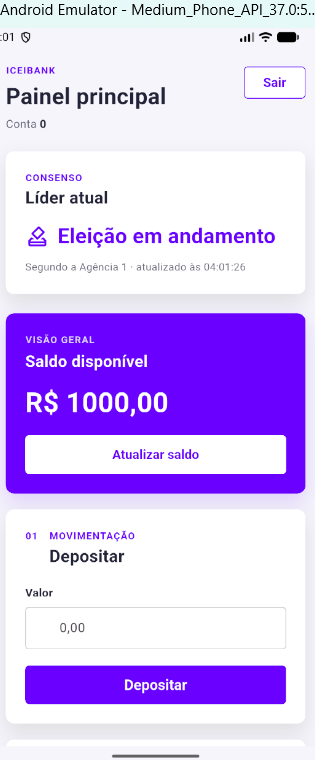 Android Emulator - Medium_Phone_API_37.0:5..
:01
ICEIBANK
Painel principal
Sair
Conta 0
CONSENSO
Líder atual
Eleição em andamento
Segundo a Agência 1 · atualizado às 04:01:26
VISÃO GERAL
Saldo disponível
R$ 1000,00
Atualizar saldo
01 MOVIMENTAÇÃO
Depositar
Valor
0,00
Depositar